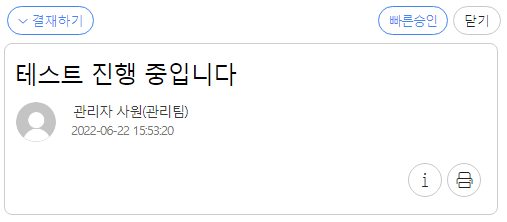 결재하기
빠른승인
닫기
테스트 진행 중입니다
관리자 사원(관리팀)
2022-06-22 15:53:20
i